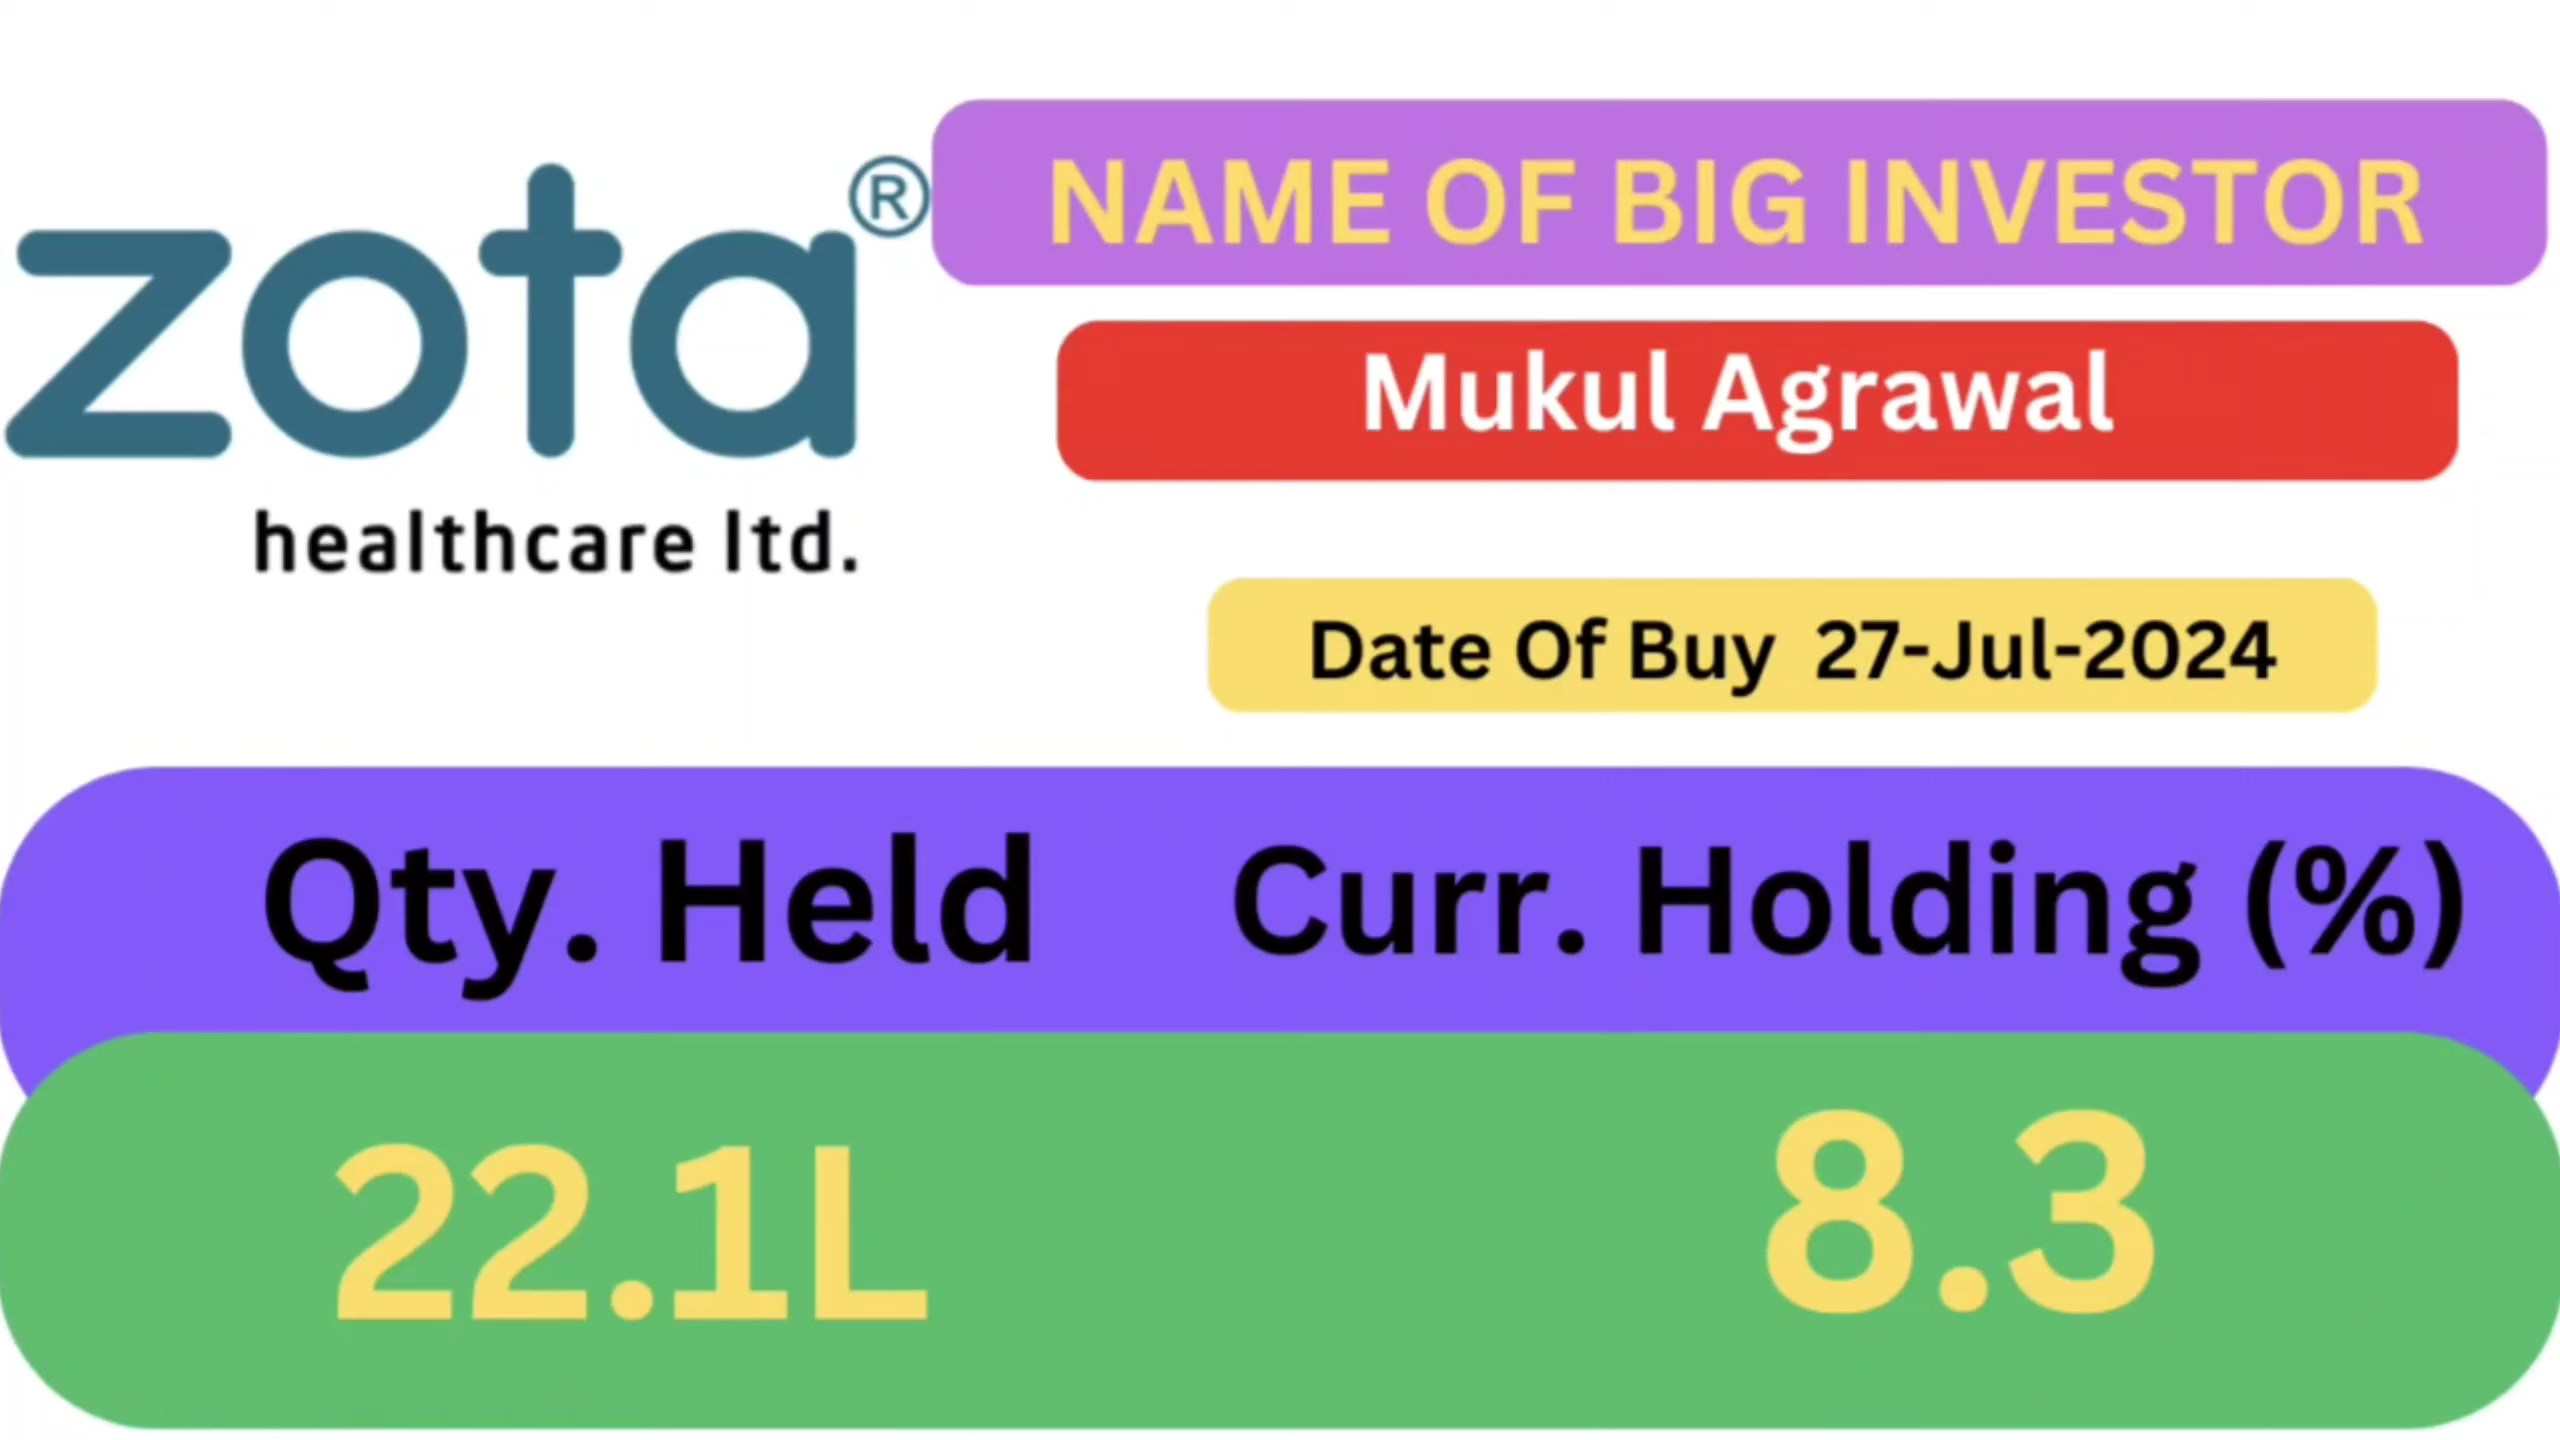 zota®
healthcare ltd.
NAME OF BIG INVESTOR
Mukul Agrawal
Date Of Buy 27-Jul-2024
Qty. Held Curr. Holding (%)
22.1L 8.3